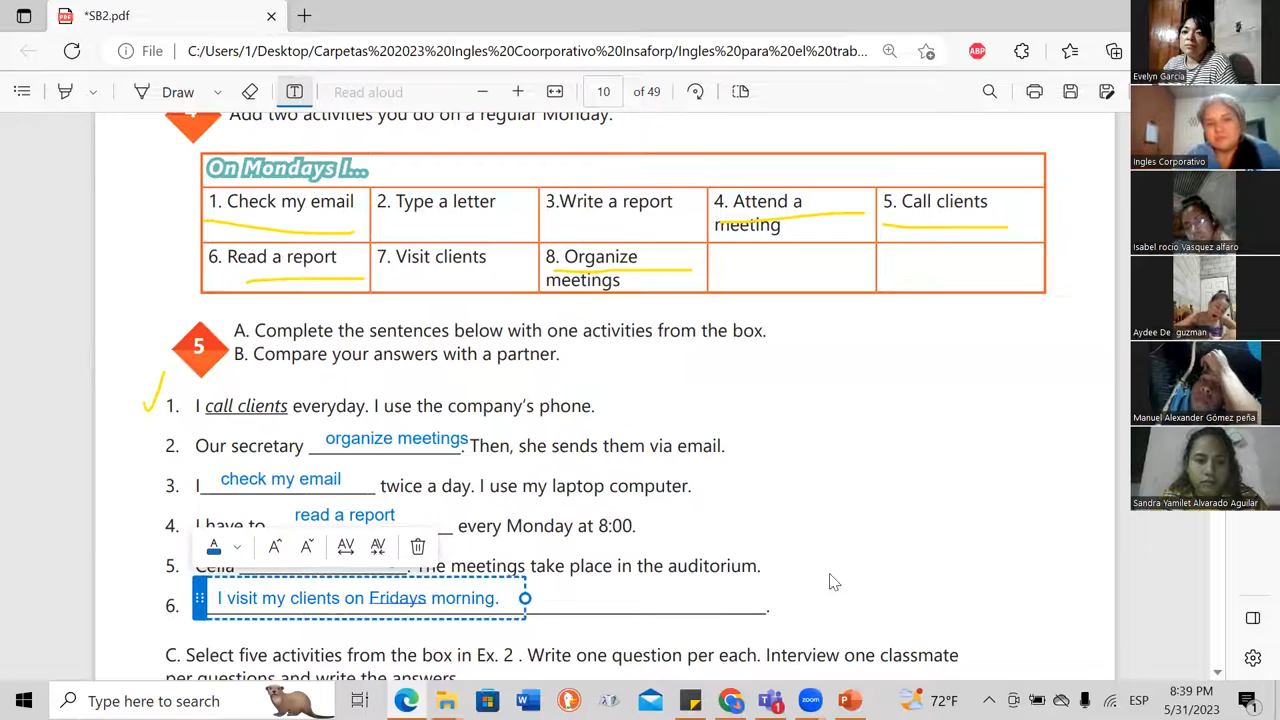 *SB2.pdf
File
C:/Users/1/Desktop/Carpetas%202023%20Ingles%20Coorporativo%20Insaforp/Ingles%20para%20el%20trab...
ABP
Draw
Read aloud
10 of 49
Add two activities you do on a regular Monday.
On Mondays I...
1. Check my email
2. Type a letter
3.Write a report
4. Attend a meeting
5. Call clients
6. Read a report
7. Visit clients
8. Organize meetings
5
A. Complete the sentences below with one activities from the box.
B. Compare your answers with a partner.
1. I call clients everyday. I use the company's phone.
2. Our secretary organize meetings. Then, she sends them via email.
3. I check my email twice a day. I use my laptop computer.
4. I have to read a report every Monday at 8:00.
5. Celia . The meetings take place in the auditorium.
6. I visit my clients on Fridays morning. .
C. Select five activities from the box in Ex. 2 . Write one question per each. Interview one classmate
per questions and write the answers.
Evelyn Garcia
Ingles Corporativo
Isabel rocio Vasquez alfaro
Aydee De guzman
Manuel Alexander Gómez peña
Sandra Yamilet Alvarado Aguilar
Type here to search
zoom
72°F
ESP
8:39 PM
5/31/2023